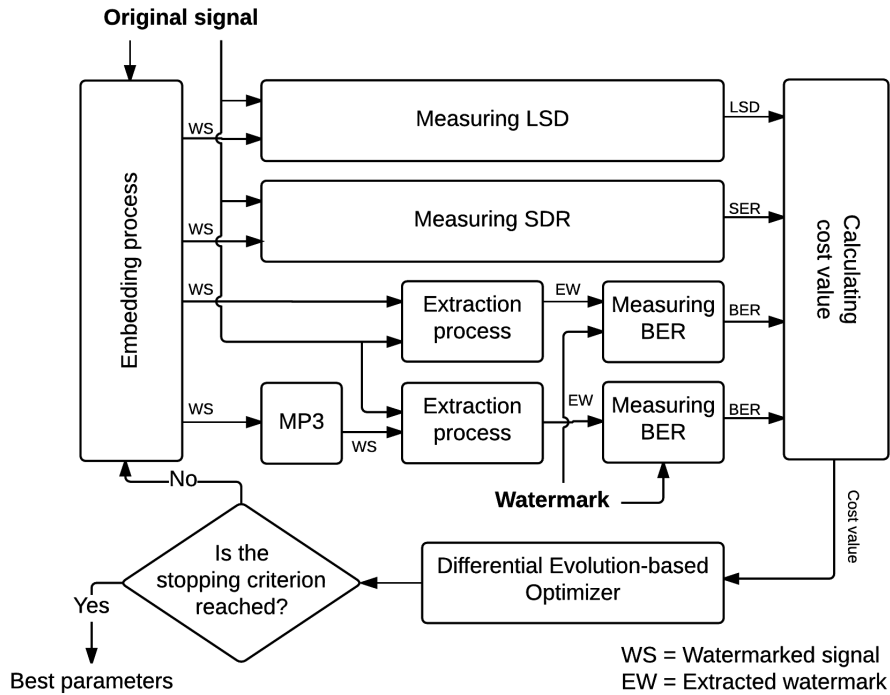 Original signal
Embedding process
WS
Measuring LSD
LSD
WS
Measuring SDR
SER
Calculating
cost value
WS
Extraction
process
EW
Measuring
BER
BER
WS
MP3
WS
Extraction
process
EW
Measuring
BER
BER
Watermark
No
Cost value
Is the
stopping criterion
reached?
Differential Evolution-based
Optimizer
Yes
Best parameters
WS = Watermarked signal
EW = Extracted watermark